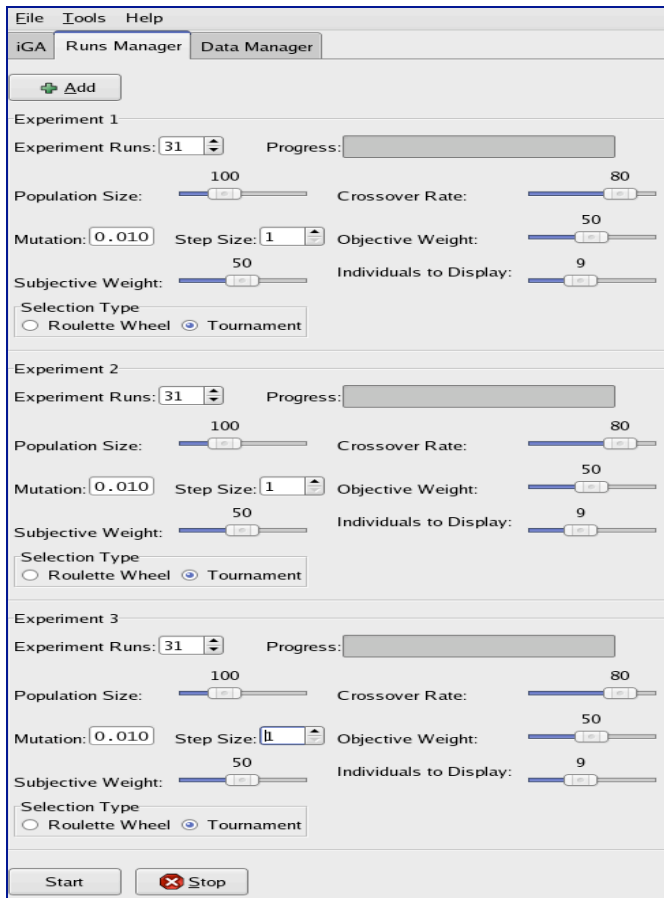 File Tools Help
iGA Runs Manager Data Manager
Add
Experiment 1
Experiment Runs: 31 Progress:
100 80
Population Size: Crossover Rate:
50
Mutation: 0.010 Step Size: 1 Objective Weight:
50 9
Subjective Weight: Individuals to Display:
Selection Type
Roulette Wheel Tournament
Experiment 2
Experiment Runs: 31 Progress:
100 80
Population Size: Crossover Rate:
50
Mutation: 0.010 Step Size: 1 Objective Weight:
50 9
Subjective Weight: Individuals to Display:
Selection Type
Roulette Wheel Tournament
Experiment 3
Experiment Runs: 31 Progress:
100 80
Population Size: Crossover Rate:
50
Mutation: 0.010 Step Size: 1 Objective Weight:
50 9
Subjective Weight: Individuals to Display:
Selection Type
Roulette Wheel Tournament
Start Stop